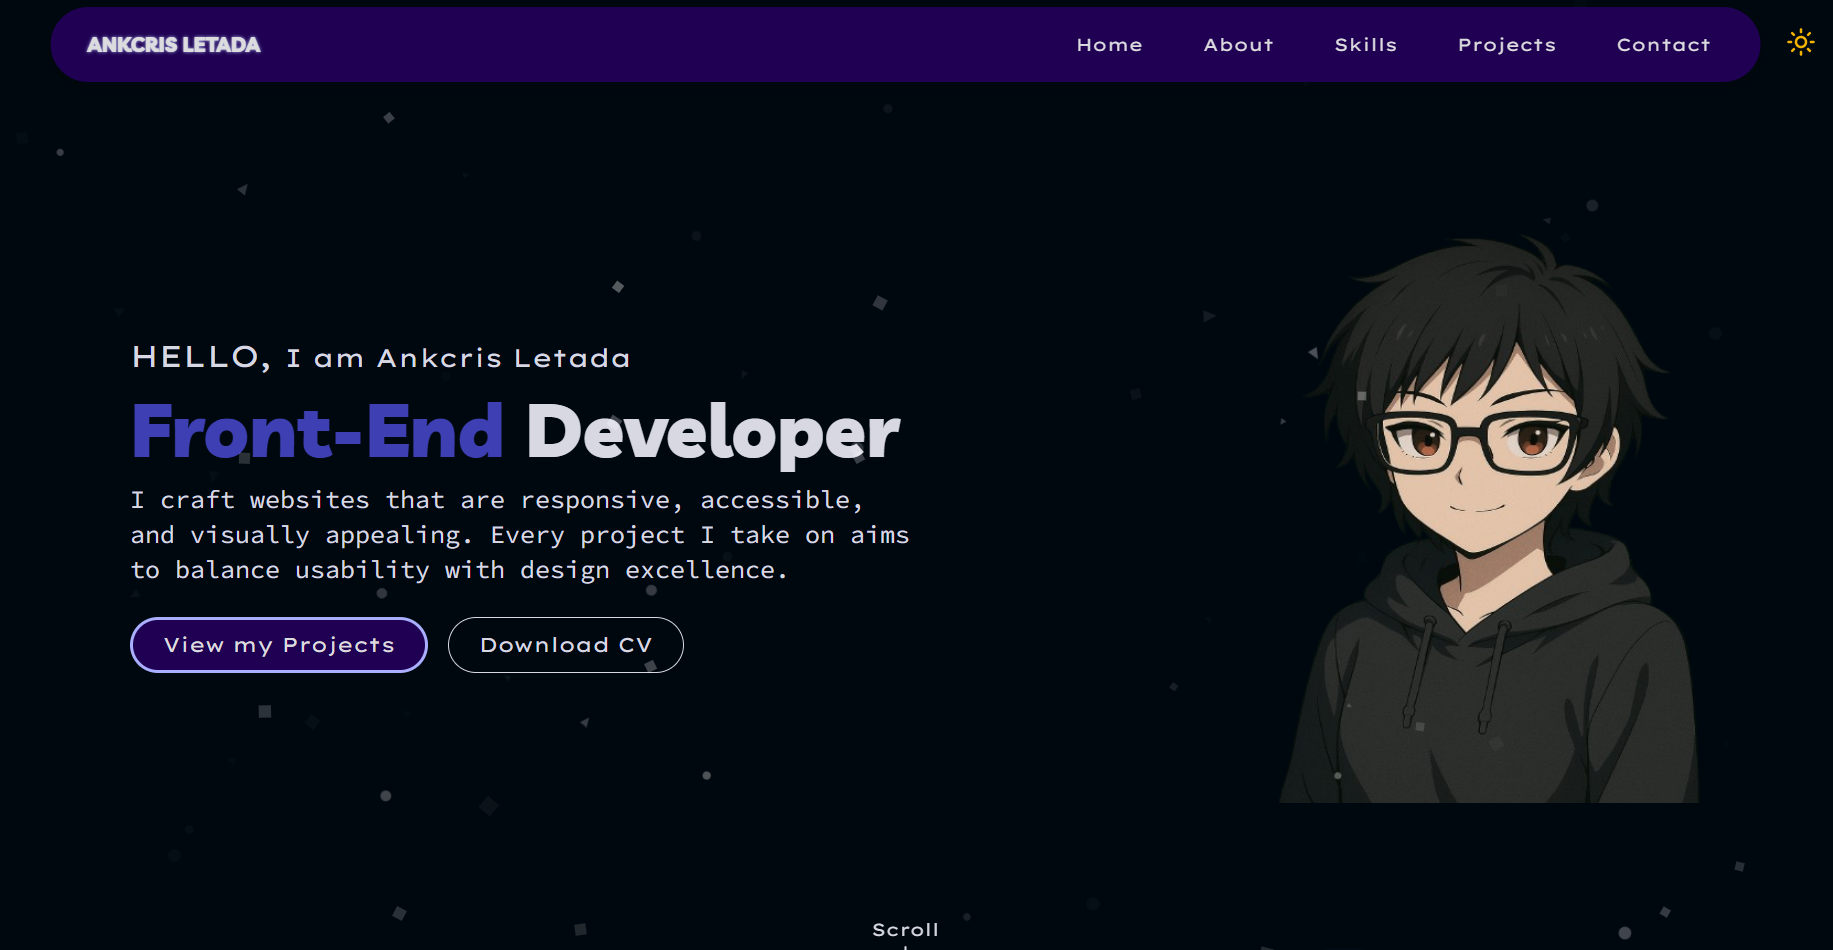 ANKCRIS LETADA
Home
About
Skills
Projects
Contact
HELLO, I am Ankcris Letada
Front-End Developer
I craft websites that are responsive, accessible,
and visually appealing. Every project I take on aims
to balance usability with design excellence.
View my Projects
Download CV
Scroll